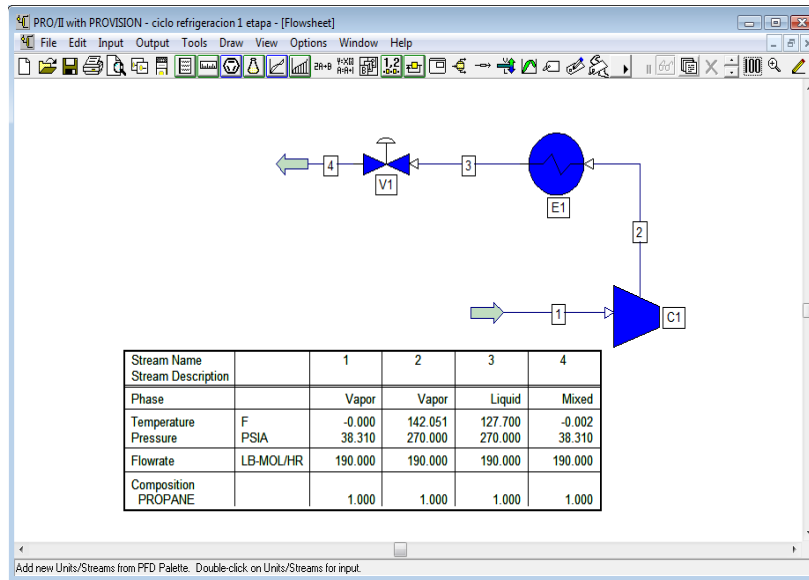 PRO/II with PROVISION - ciclo refrigeracion 1 etapa - [Flowsheet]
File Edit Input Output Tools Draw View Options Window Help
4
3
V1
E1
2
1
C1
Stream Name 1 2 3 4
Stream Description
Phase Vapor Vapor Liquid Mixed
Temperature F -0.000 142.051 127.700 -0.002
Pressure PSIA 38.310 270.000 270.000 38.310
Flowrate LB-MOL/HR 190.000 190.000 190.000 190.000
Composition
PROPANE 1.000 1.000 1.000 1.000
Add new Units/Streams from PFD Palette. Double-click on Units/Streams for input.